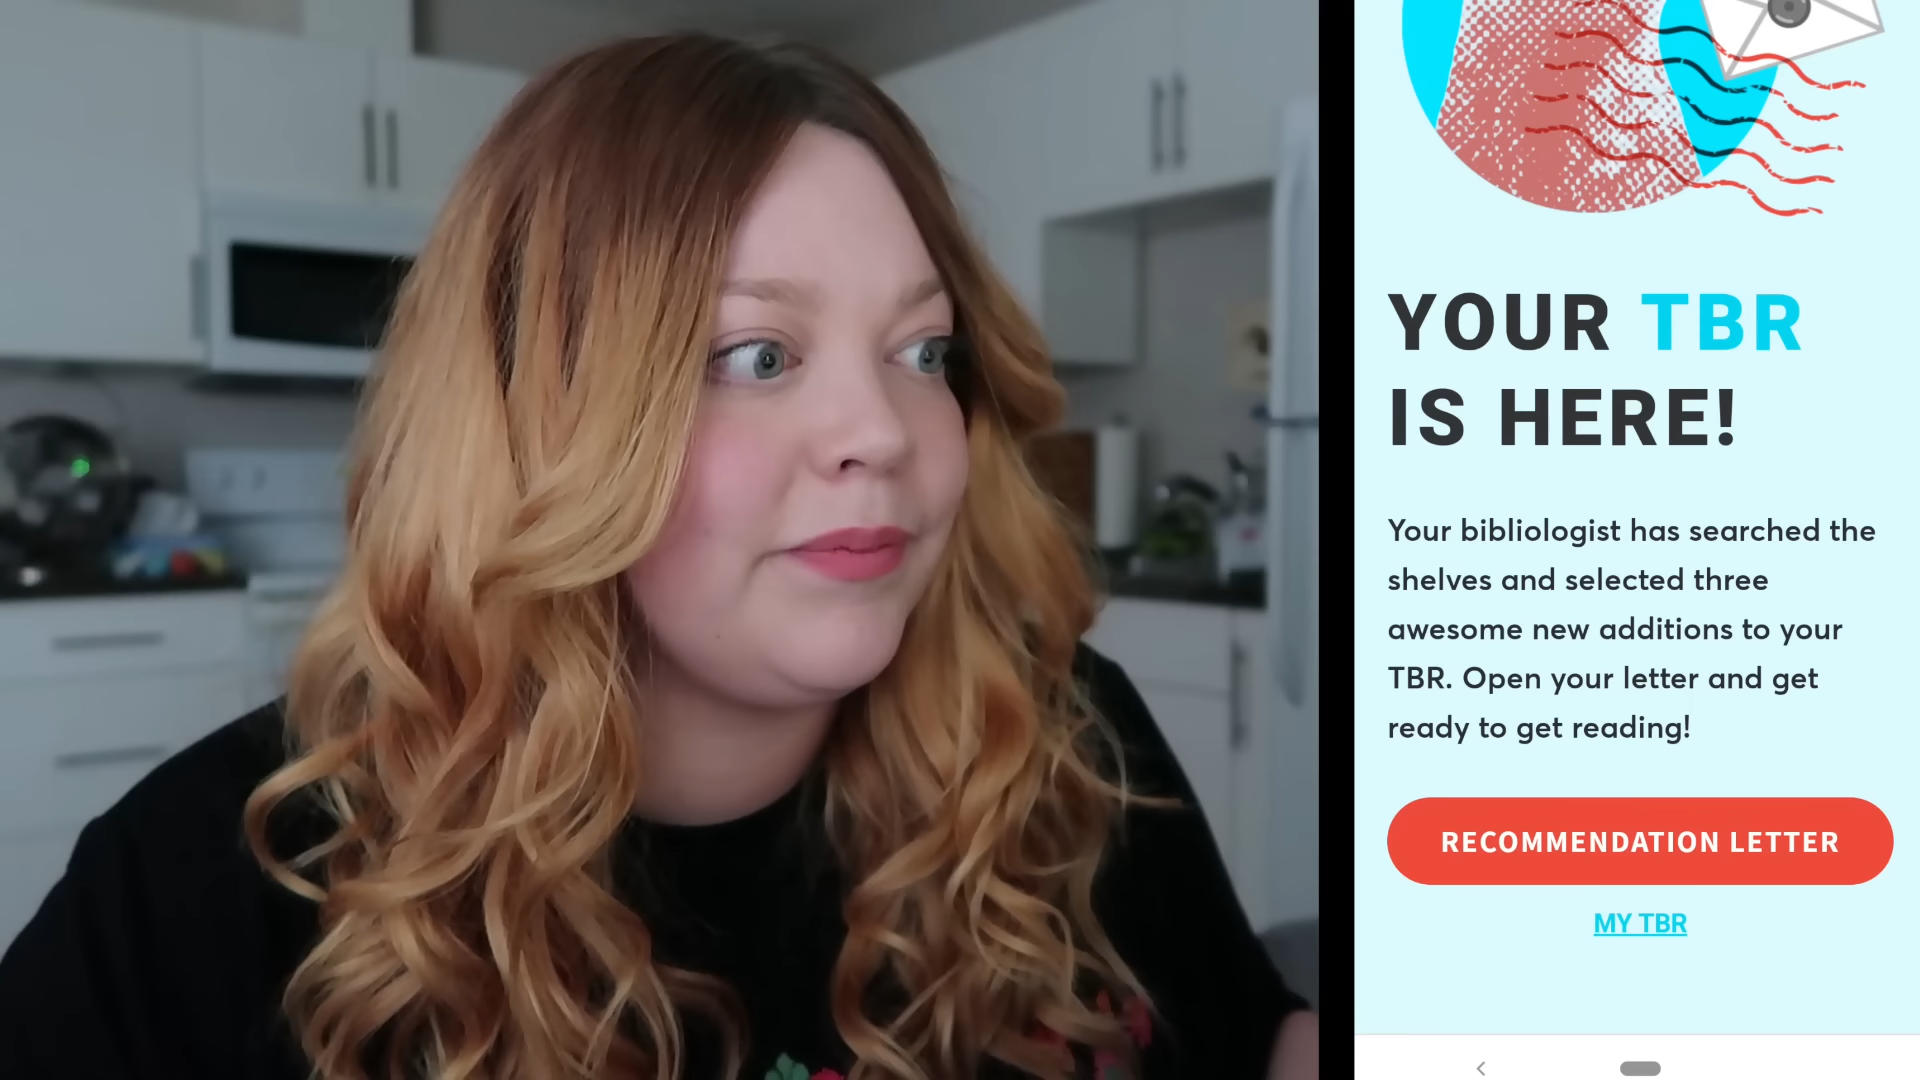 YOUR TBR
IS HERE!
Your bibliologist has searched the
shelves and selected three
awesome new additions to your
TBR. Open your letter and get
ready to get reading!
RECOMMENDATION LETTER
MY TBR